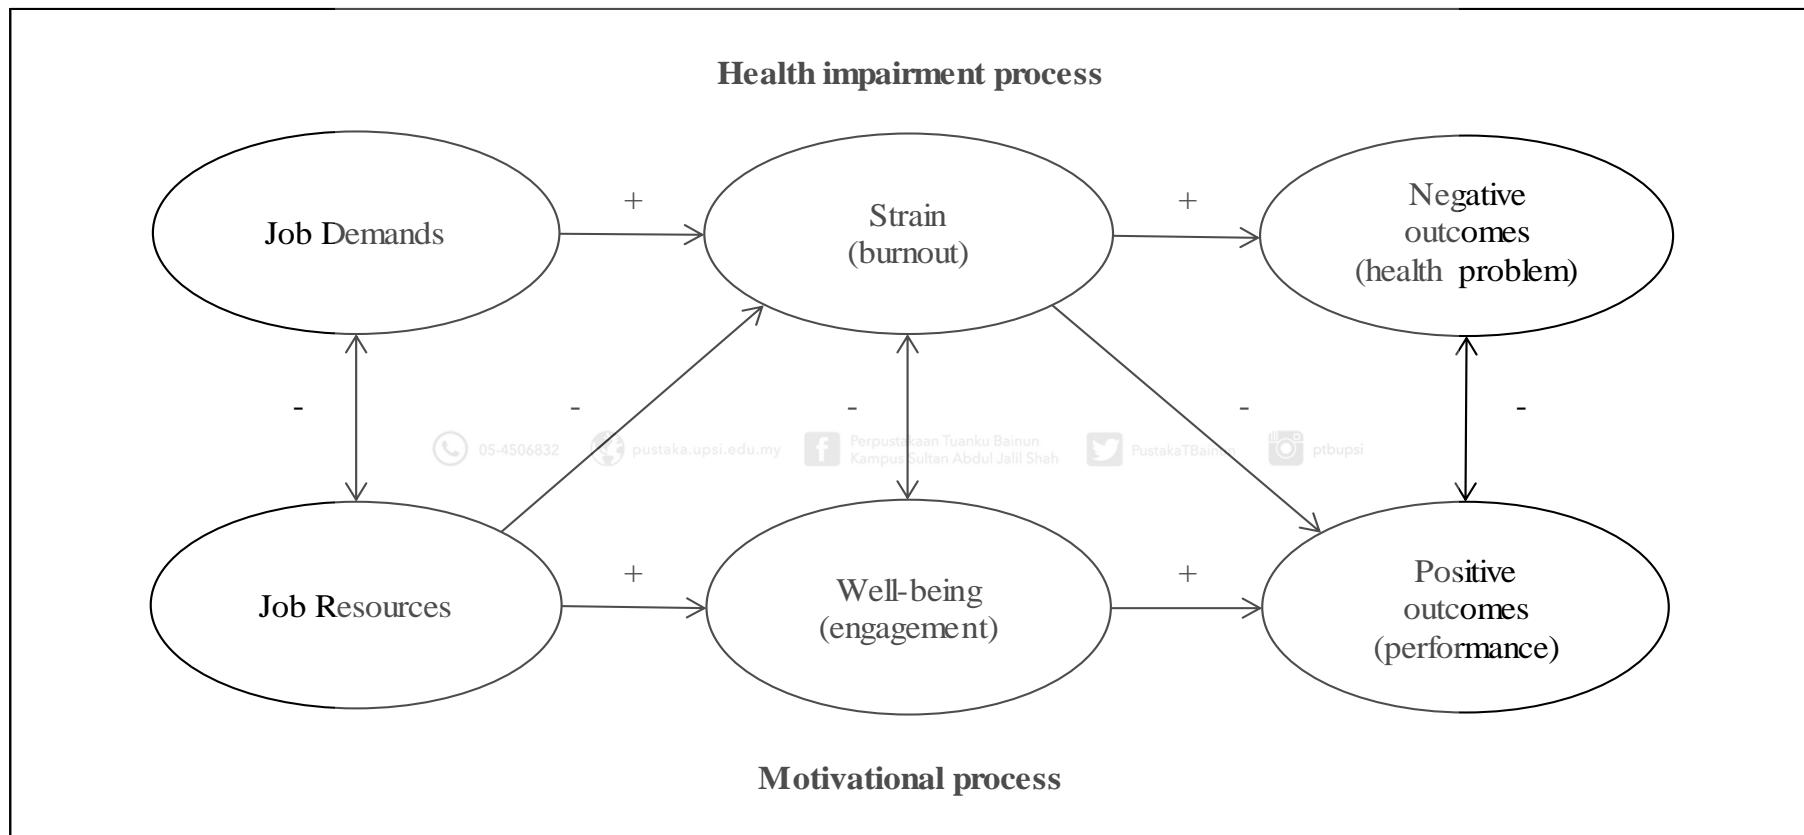 Health impairment process
+
+
Job Demands
Strain
(burnout)
Negative
outcomes
(health problem)
-
-
-
-
-
05-4506832
pustaka.upsi.edu.my
Perpustakaan Tuanku Bainun
Kampus Sultan Abdul Jalil Shah
PustakaTBainun
ptbupsi
+
+
Job Resources
Well-being
(engagement)
Positive
outcomes
(performance)
Motivational process